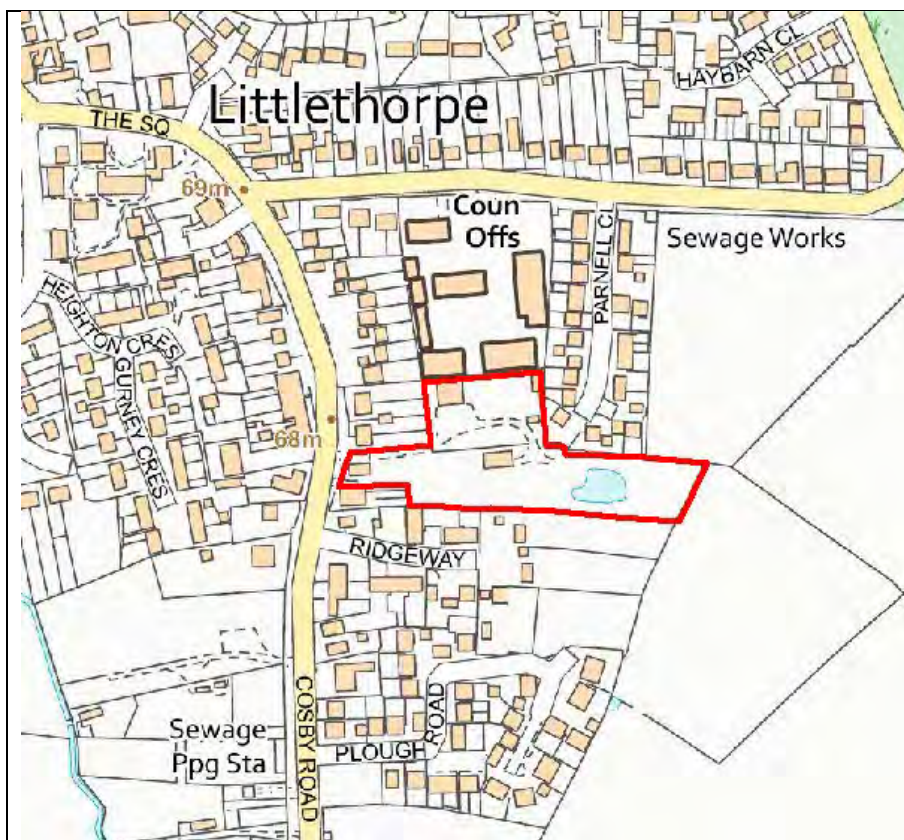 HAYBARN CL
Littlethorpe
THE SQ
69m
Coun
Offs
Sewage Works
PARNELL C
HEIGHTON CRES
GURNEY CRES
68m
RIDGEWAY
COSBY ROAD
PLOUGH ROAD
Sewage
Ppg Sta